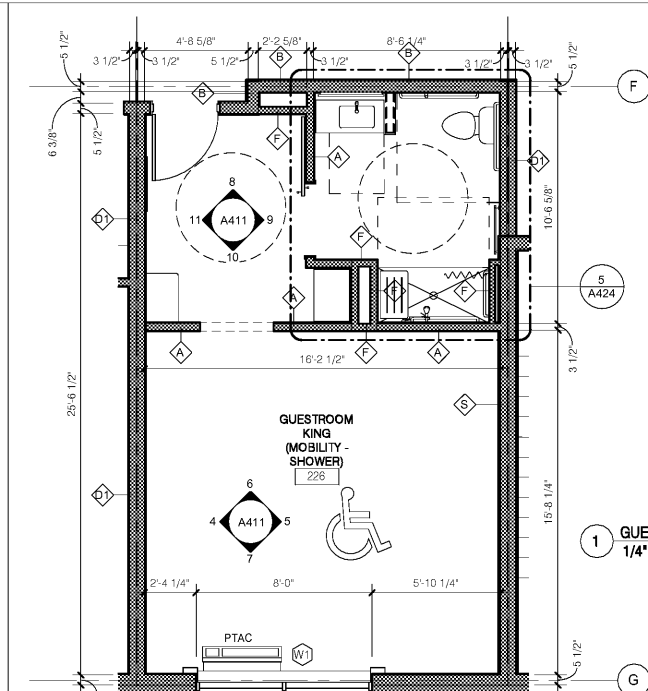 4'-8 5/8"
2'-2 5/8"
8'-6 1/4"
3 1/2"
3 1/2"
5 1/2"
3 1/2"
3 1/2"
3 1/2"
5 1/2"
5 1/2"
B
B
B
F
6 3/8"
5 1/2"
F
A
D1
D1
8
11
A411
9
10
10'-6 5/8"
F
F
F
A
5
A424
A
F
A
16'-2 1/2"
3 1/2"
25'-6 1/2"
S
GUESTROOM
KING
(MOBILITY -
SHOWER)
226
D1
6
4
A411
5
7
15'-8 1/4"
1
GUE
1/4"
2'-4 1/4"
8'-0"
5'-10 1/4"
PTAC
W1
5 1/2"
G